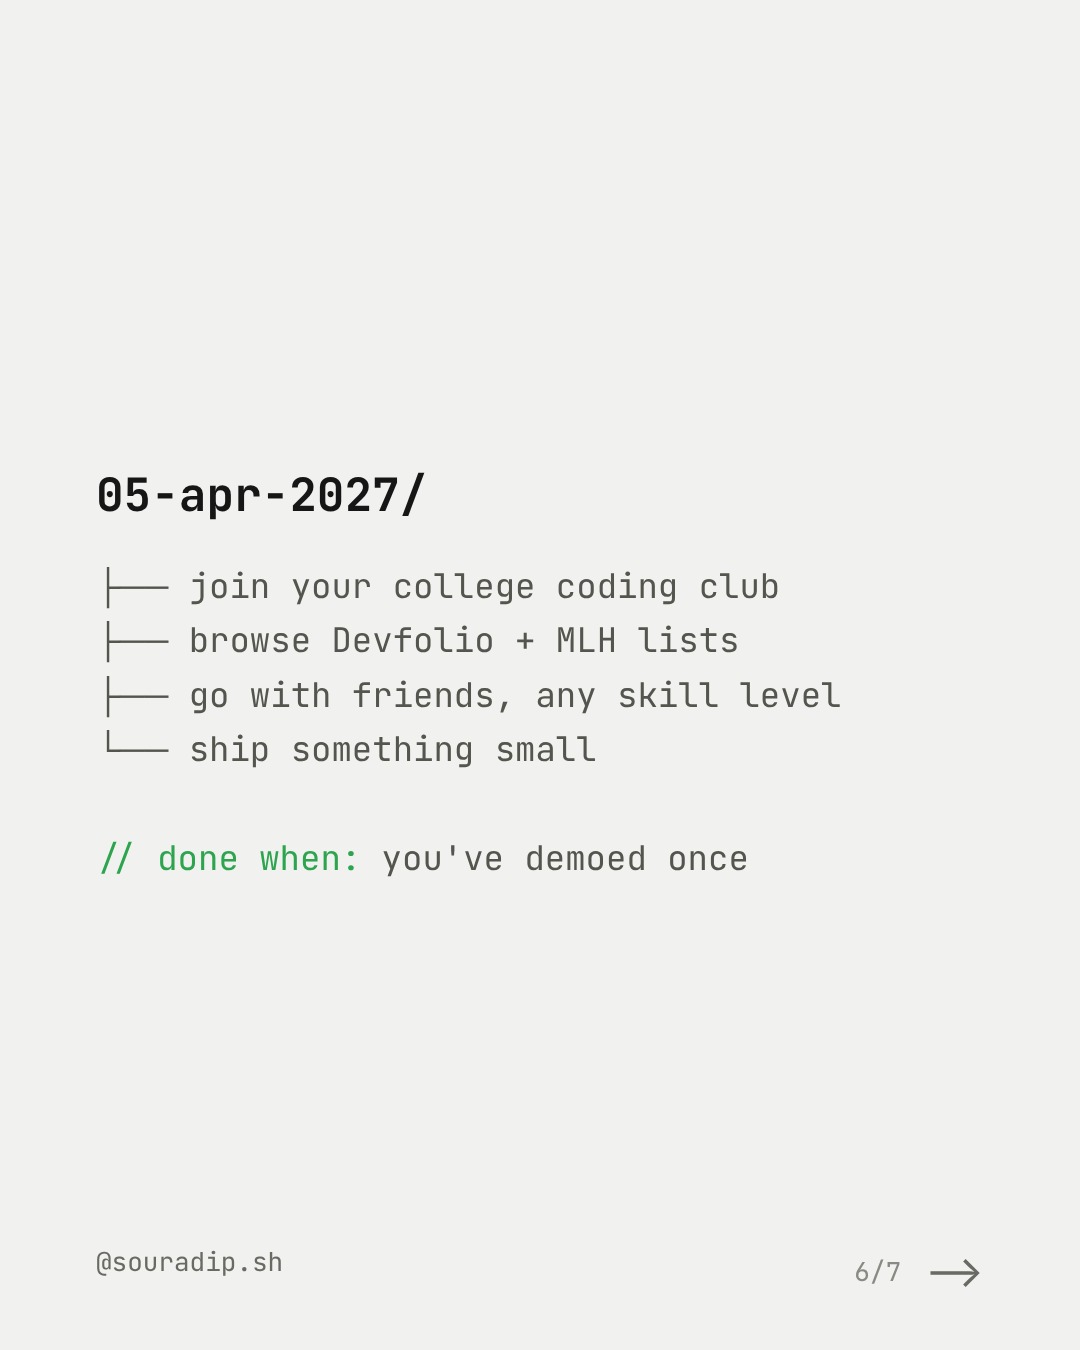 05-apr-2027/
├── join your college coding club
├── browse Devfolio + MLH lists
├── go with friends, any skill level
└── ship something small
// done when: you've demoed once
@souradip.sh
6/7 →